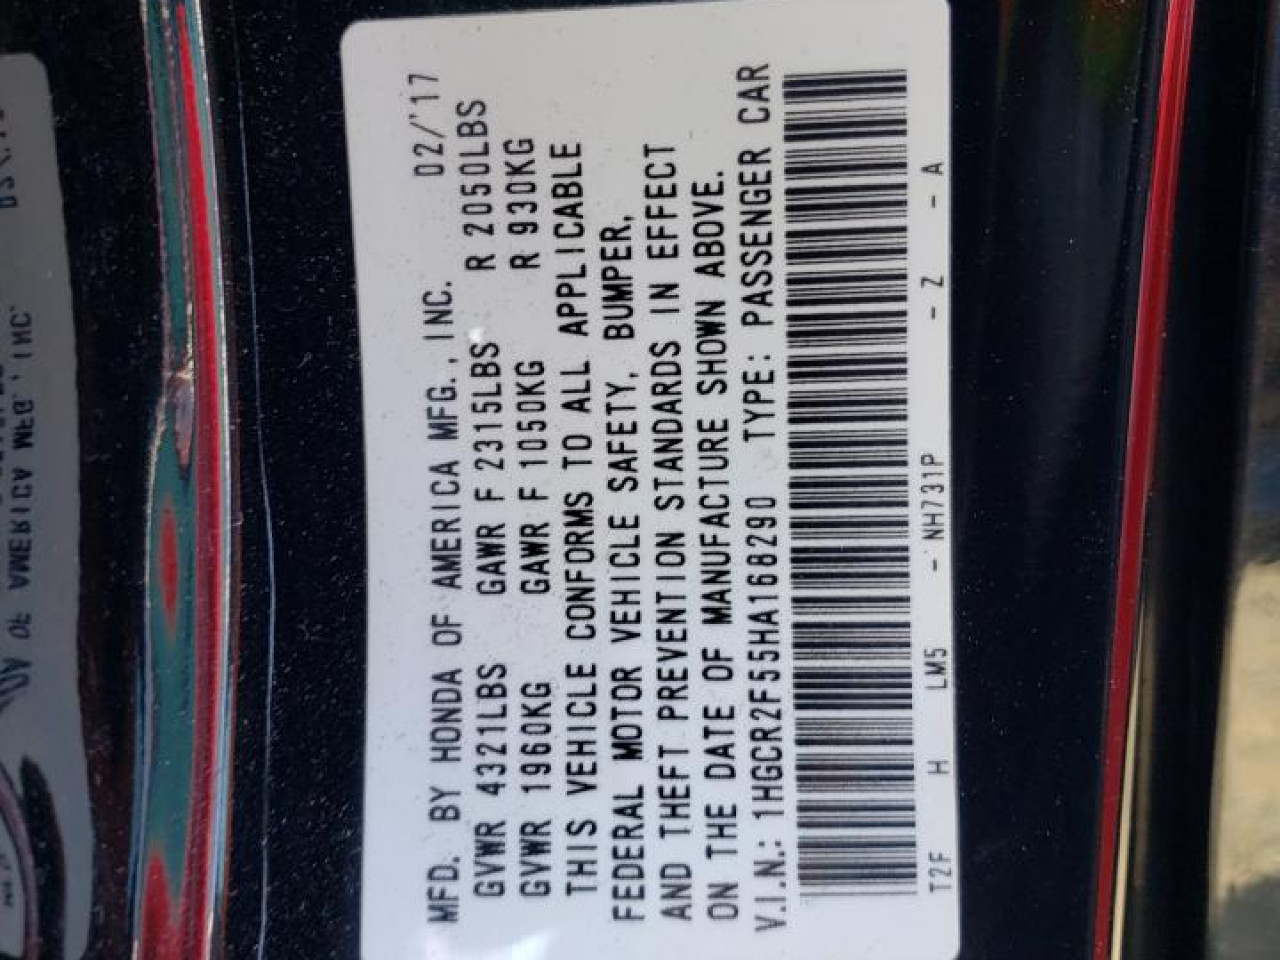 MFD. BY HONDA OF AMERICA MFG., INC. 02/'17
GVWR 4321LBS GAWR F 2315LBS R 2050LBS
GVWR 1960KG GAWR F 1050KG R 930KG
THIS VEHICLE CONFORMS TO ALL APPLICABLE
FEDERAL MOTOR VEHICLE SAFETY, BUMPER,
AND THEFT PREVENTION STANDARDS IN EFFECT
ON THE DATE OF MANUFACTURE SHOWN ABOVE.
V.I.N.: 1HGCR2F55HA168290 TYPE: PASSENGER CAR
T2F H LM5 - NH731P - Z - A